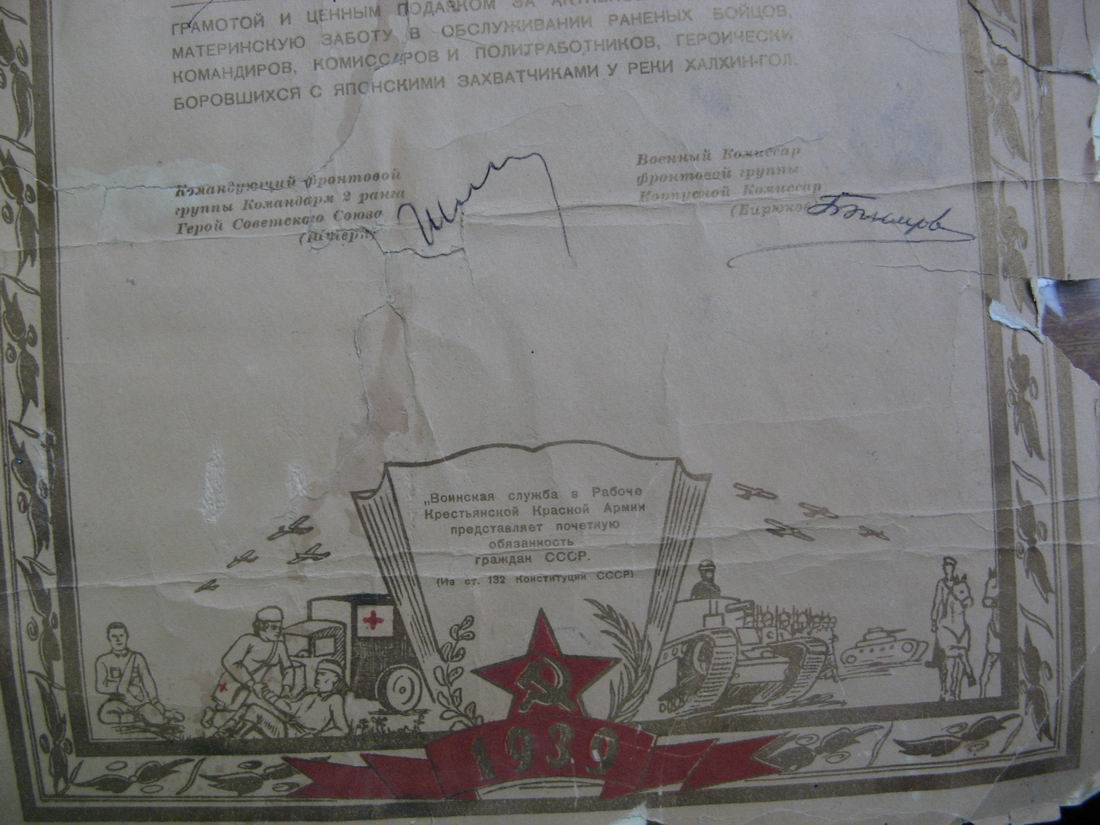 ГРАМОТОЙ И ЦЕННЫМ ПОДАРКОМ ЗА
МАТЕРИНСКУЮ ЗАБОТУ В ОБСЛУЖИВАНИИ РАНЕНЫХ БОЙЦОВ,
КОМАНДИРОВ, КОМИССАРОВ И ПОЛИТРАБОТНИКОВ, ГЕРОИЧЕСКИ
БОРОВШИХСЯ С ЯПОНСКИМИ ЗАХВАТЧИКАМИ У РЕКИ ХАЛХИН-ГОЛ.
Командующий фронтовой
группы Командарм 2 ранга
Герой Советского Союза
(Штерн)
Военный Комиссар
фронтовой группы
Корпусной Комиссар
(Бирюков)
„Воинская служба в Рабоче
Крестьянской Красной Армии
представляет почетную
обязанность
граждан СССР.
(Из ст. 132 Конституции СССР)
1939